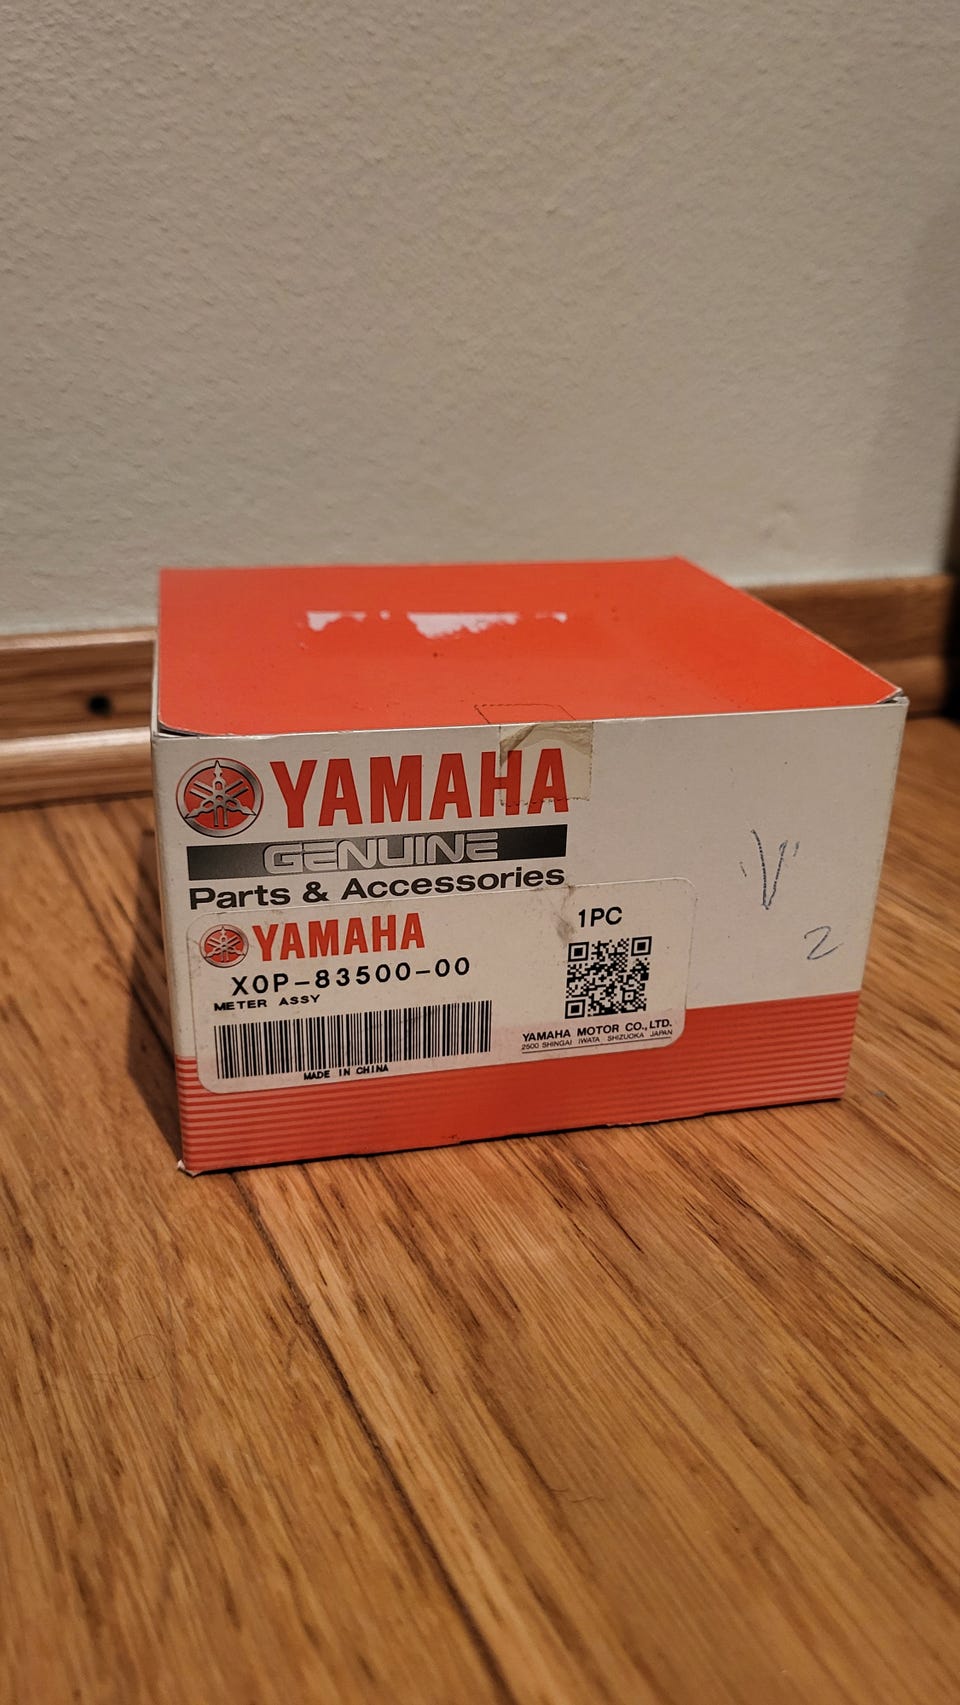 YAMAHA
GENUINE
Parts & Accessories
YAMAHA
X0P-83500-00
METER ASSY
MADE IN CHINA
1PC
YAMAHA MOTOR CO.,LTD.
2500 SHINGAI IWATA SHIZUOKA JAPAN
"V"
2